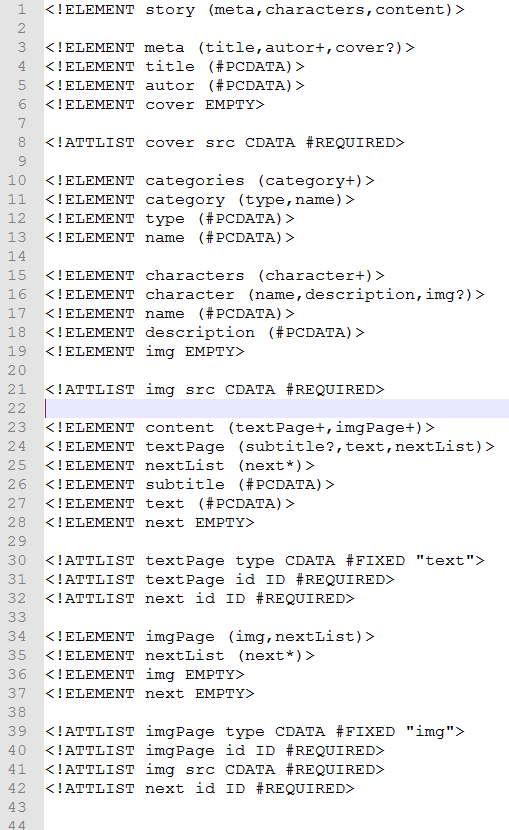 1 <!ELEMENT story (meta,characters,content)>
2
3 <!ELEMENT meta (title,autor+,cover?)>
4 <!ELEMENT title (#PCDATA)>
5 <!ELEMENT autor (#PCDATA)>
6 <!ELEMENT cover EMPTY>
7
8 <!ATTLIST cover src CDATA #REQUIRED>
9
10 <!ELEMENT categories (category+)>
11 <!ELEMENT category (type,name)>
12 <!ELEMENT type (#PCDATA)>
13 <!ELEMENT name (#PCDATA)>
14
15 <!ELEMENT characters (character+)>
16 <!ELEMENT character (name,description,img?)>
17 <!ELEMENT name (#PCDATA)>
18 <!ELEMENT description (#PCDATA)>
19 <!ELEMENT img EMPTY>
20
21 <!ATTLIST img src CDATA #REQUIRED>
22
23 <!ELEMENT content (textPage+,imgPage+)>
24 <!ELEMENT textPage (subtitle?,text,nextList)>
25 <!ELEMENT nextList (next*)>
26 <!ELEMENT subtitle (#PCDATA)>
27 <!ELEMENT text (#PCDATA)>
28 <!ELEMENT next EMPTY>
29
30 <!ATTLIST textPage type CDATA #FIXED "text">
31 <!ATTLIST textPage id ID #REQUIRED>
32 <!ATTLIST next id ID #REQUIRED>
33
34 <!ELEMENT imgPage (img,nextList)>
35 <!ELEMENT nextList (next*)>
36 <!ELEMENT img EMPTY>
37 <!ELEMENT next EMPTY>
38
39 <!ATTLIST imgPage type CDATA #FIXED "img">
40 <!ATTLIST imgPage id ID #REQUIRED>
41 <!ATTLIST img src CDATA #REQUIRED>
42 <!ATTLIST next id ID #REQUIRED>
43
44